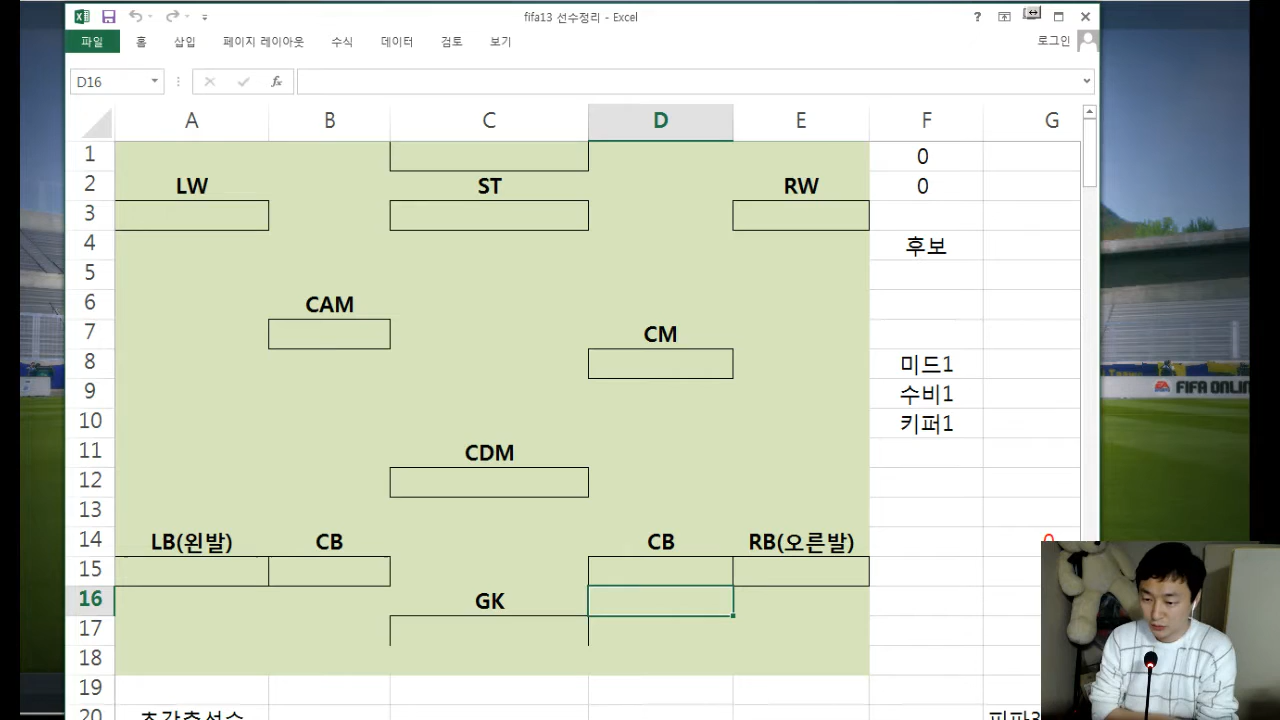 fifa13 선수정리 - Excel
파일 홈 삽입 페이지 레이아웃 수식 데이터 검토 보기 로그인
D16 fx
A B C D E F G
1 0
2 LW ST RW 0
3
4 후보
5
6 CAM
7 CM
8 미드1
9 수비1
10 키퍼1
11 CDM
12
13
14 LB(왼발) CB CB RB(오른발)
15
16 GK
17
18
19
20
EA FIFA ONLIN